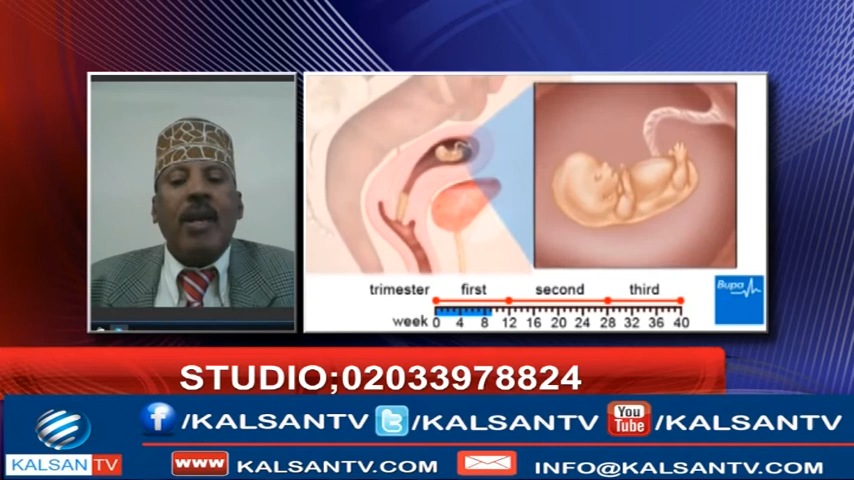 trimester first second third
week 0 4 8 12 16 20 24 28 32 36 40
Bupa
STUDIO;02033978824
/KALSANTV /KALSANTV You Tube /KALSANTV
KALSAN TV
www KALSANTV.COM INFO@KALSANTV.COM